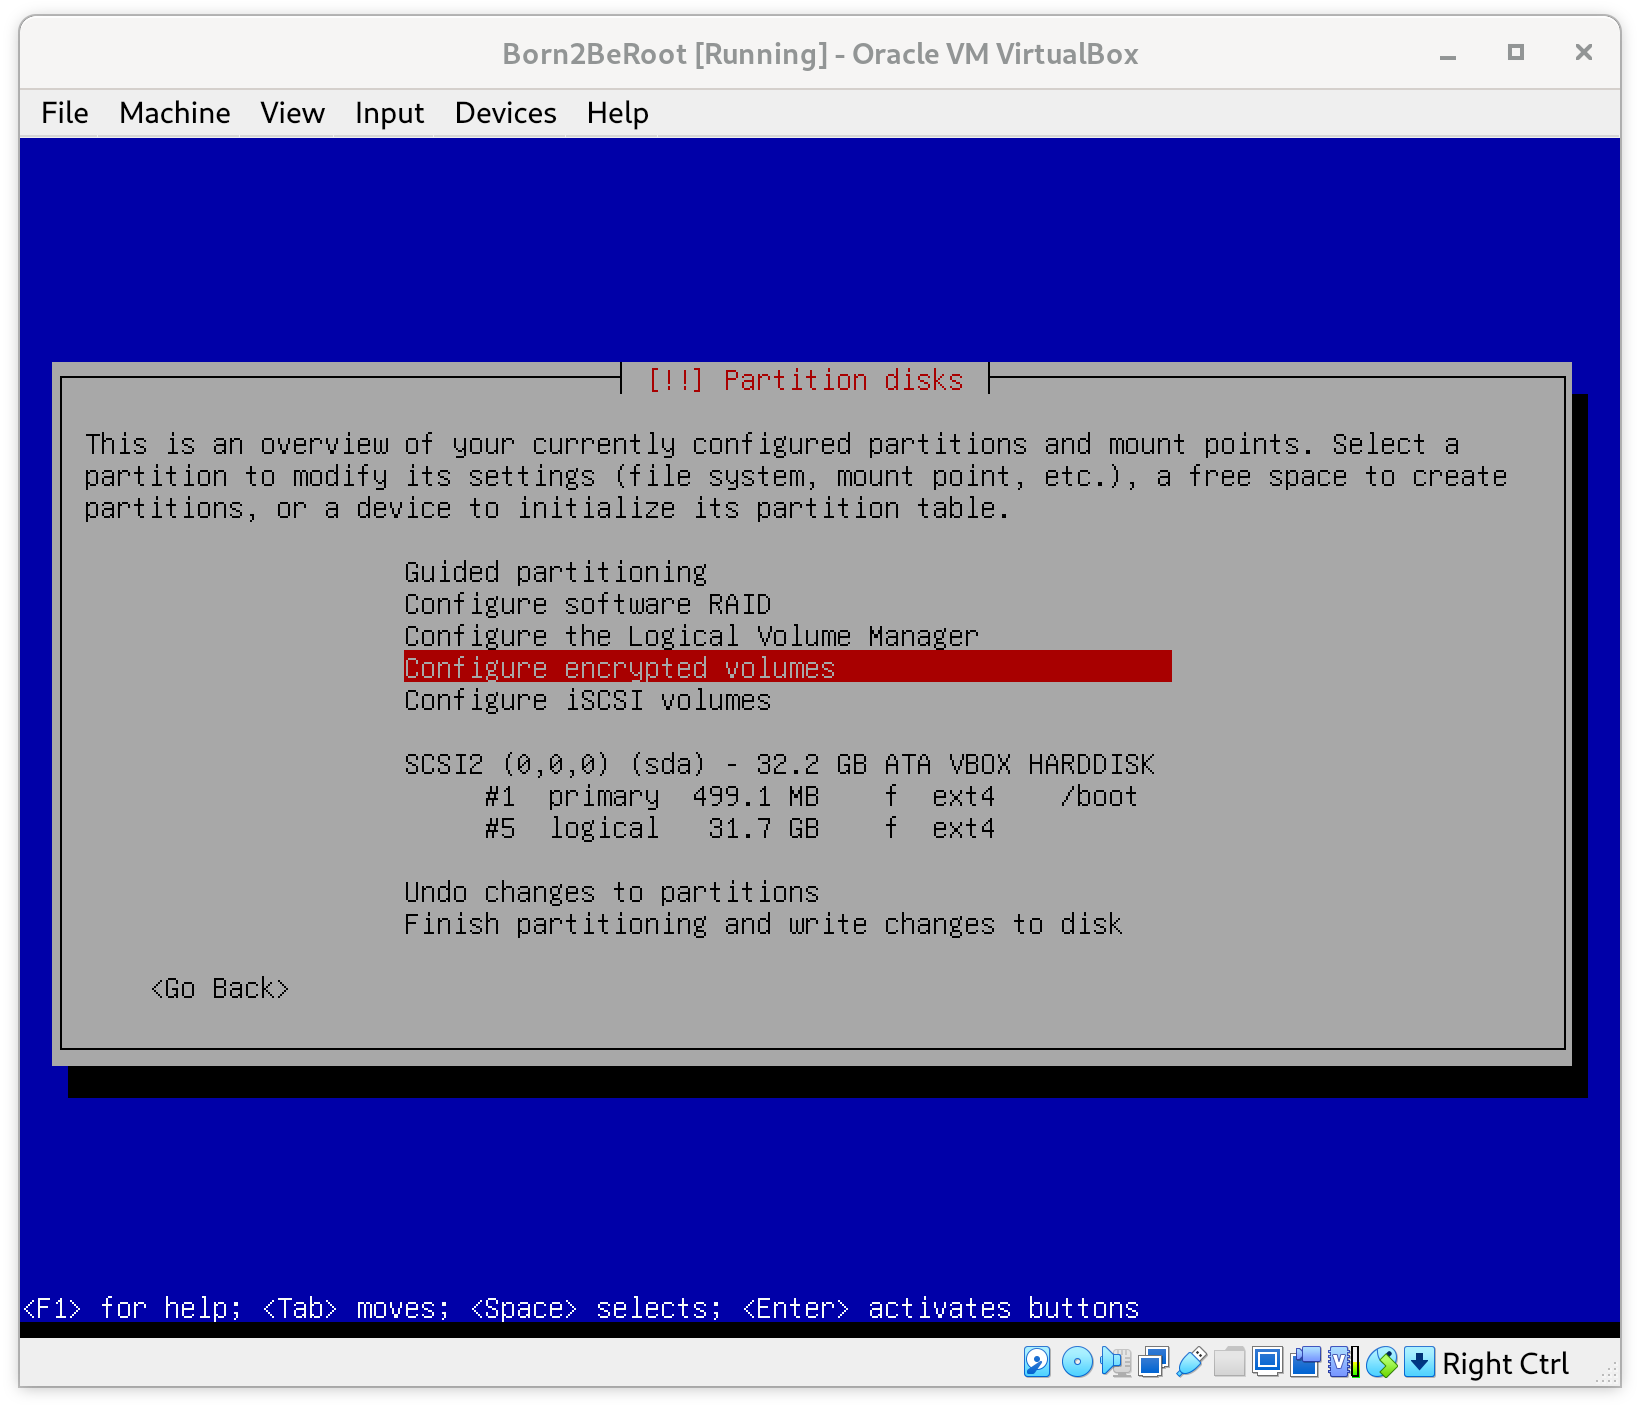 Born2BeRoot [Running] - Oracle VM VirtualBox
File Machine View Input Devices Help
[!!] Partition disks
This is an overview of your currently configured partitions and mount points. Select a
partition to modify its settings (file system, mount point, etc.), a free space to create
partitions, or a device to initialize its partition table.
Guided partitioning
Configure software RAID
Configure the Logical Volume Manager
Configure encrypted volumes
Configure iSCSI volumes
SCSI2 (0,0,0) (sda) - 32.2 GB ATA VBOX HARDDISK
#1 primary 499.1 MB f ext4 /boot
#5 logical 31.7 GB f ext4
Undo changes to partitions
Finish partitioning and write changes to disk
<Go Back>
<F1> for help; <Tab> moves; <Space> selects; <Enter> activates buttons
Right Ctrl